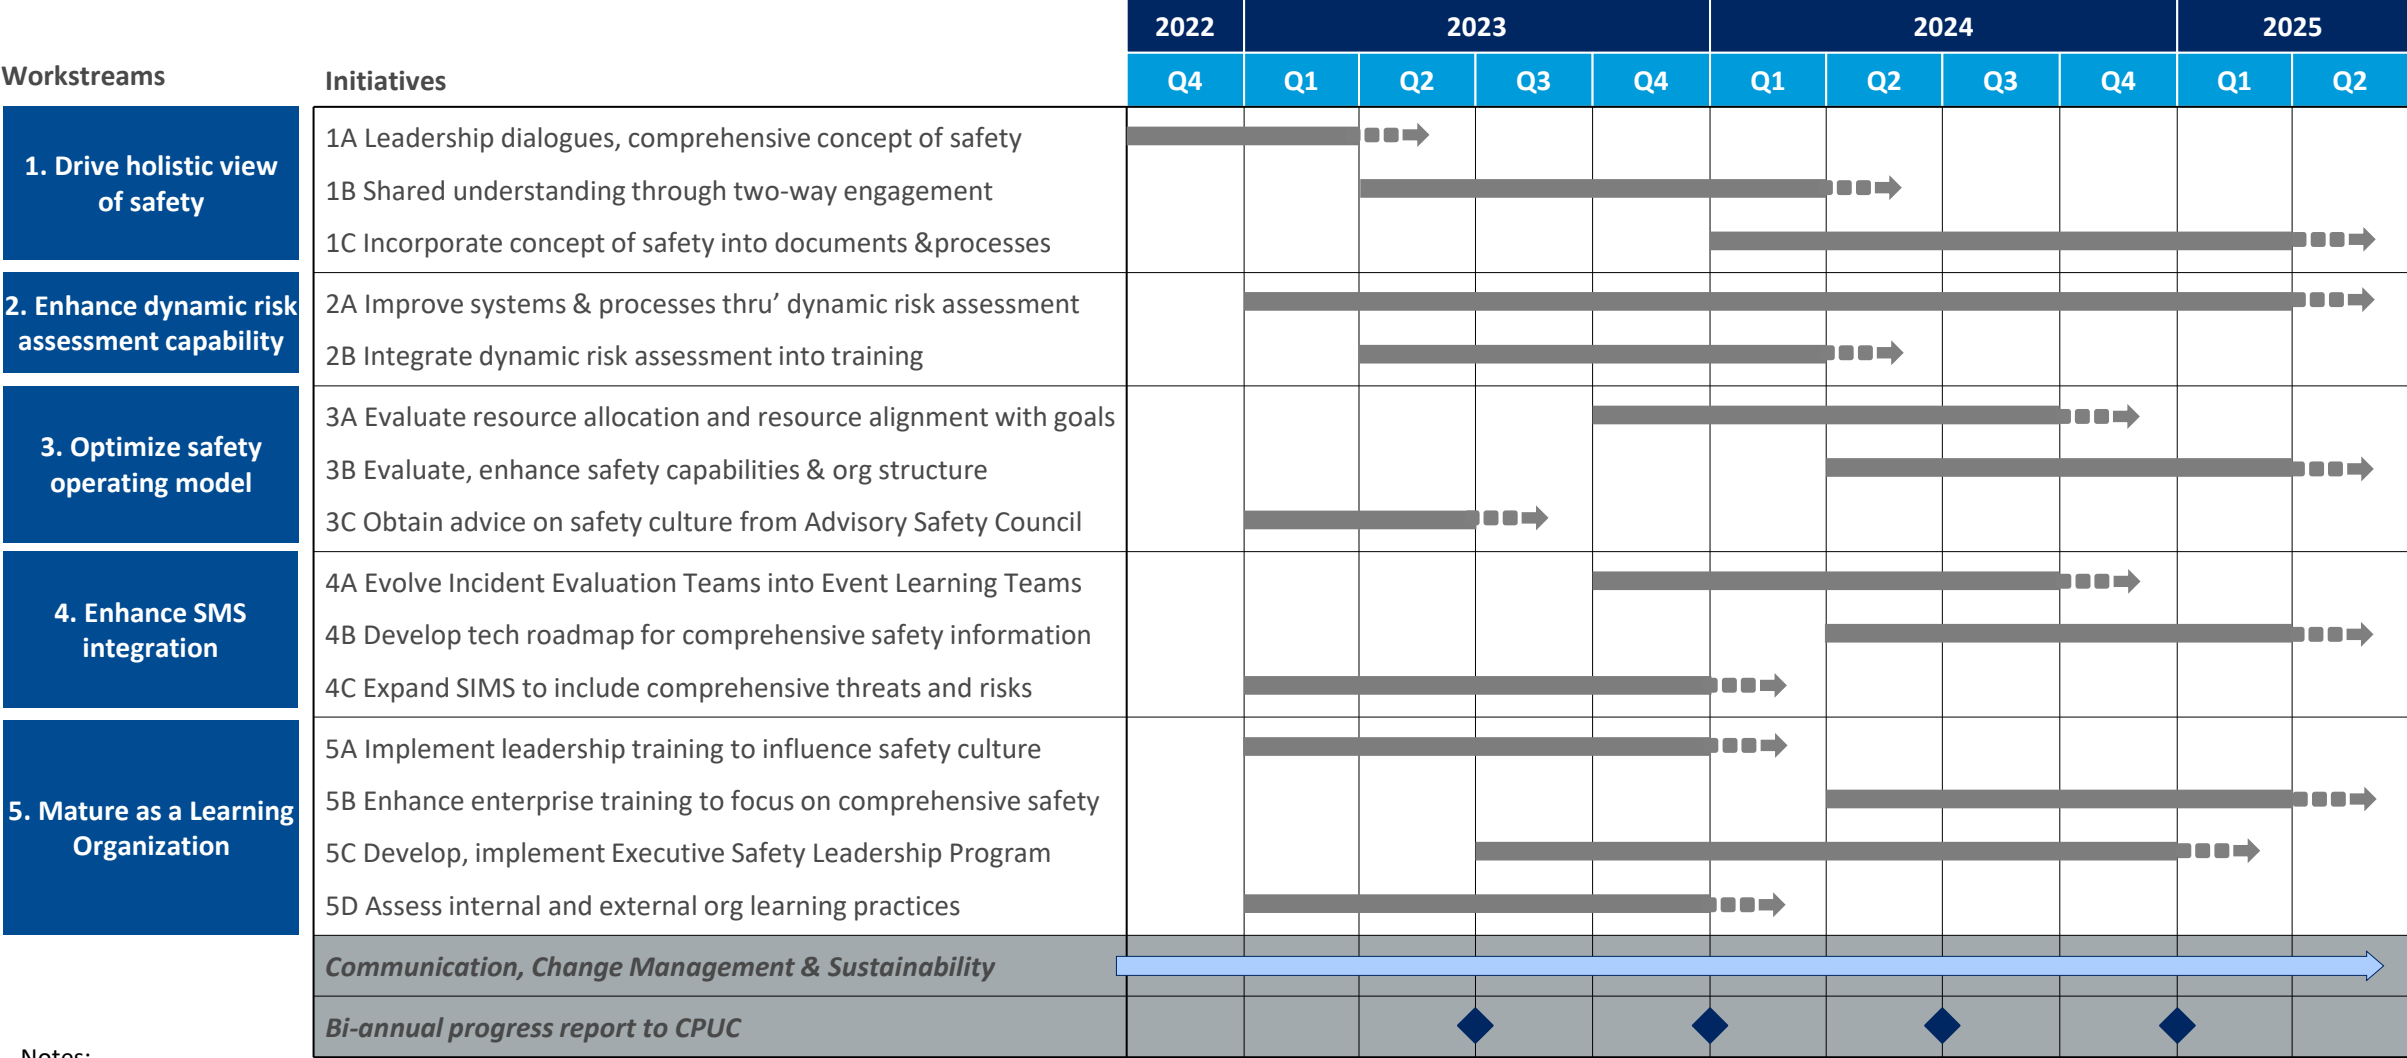 2022 2023 2024 2025
Workstreams Initiatives Q4 Q1 Q2 Q3 Q4 Q1 Q2 Q3 Q4 Q1 Q2
1. Drive holistic view
of safety
1A Leadership dialogues, comprehensive concept of safety
1B Shared understanding through two-way engagement
1C Incorporate concept of safety into documents &processes
2. Enhance dynamic risk
assessment capability
2A Improve systems & processes thru’ dynamic risk assessment
2B Integrate dynamic risk assessment into training
3. Optimize safety
operating model
3A Evaluate resource allocation and resource alignment with goals
3B Evaluate, enhance safety capabilities & org structure
3C Obtain advice on safety culture from Advisory Safety Council
4. Enhance SMS
integration
4A Evolve Incident Evaluation Teams into Event Learning Teams
4B Develop tech roadmap for comprehensive safety information
4C Expand SIMS to include comprehensive threats and risks
5. Mature as a Learning
Organization
5A Implement leadership training to influence safety culture
5B Enhance enterprise training to focus on comprehensive safety
5C Develop, implement Executive Safety Leadership Program
5D Assess internal and external org learning practices
Communication, Change Management & Sustainability
Bi-annual progress report to CPUC
Notes: